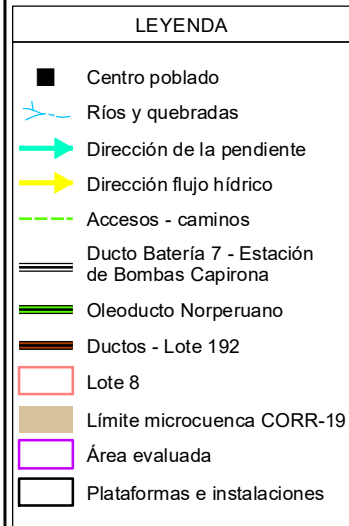 LEYENDA
Centro poblado
Ríos y quebradas
Dirección de la pendiente
Dirección flujo hídrico
Accesos - caminos
Ducto Batería 7 - Estación
de Bombas Capirona
Oleoducto Norperuano
Ductos - Lote 192
Lote 8
Límite microcuenca CORR-19
Área evaluada
Plataformas e instalaciones